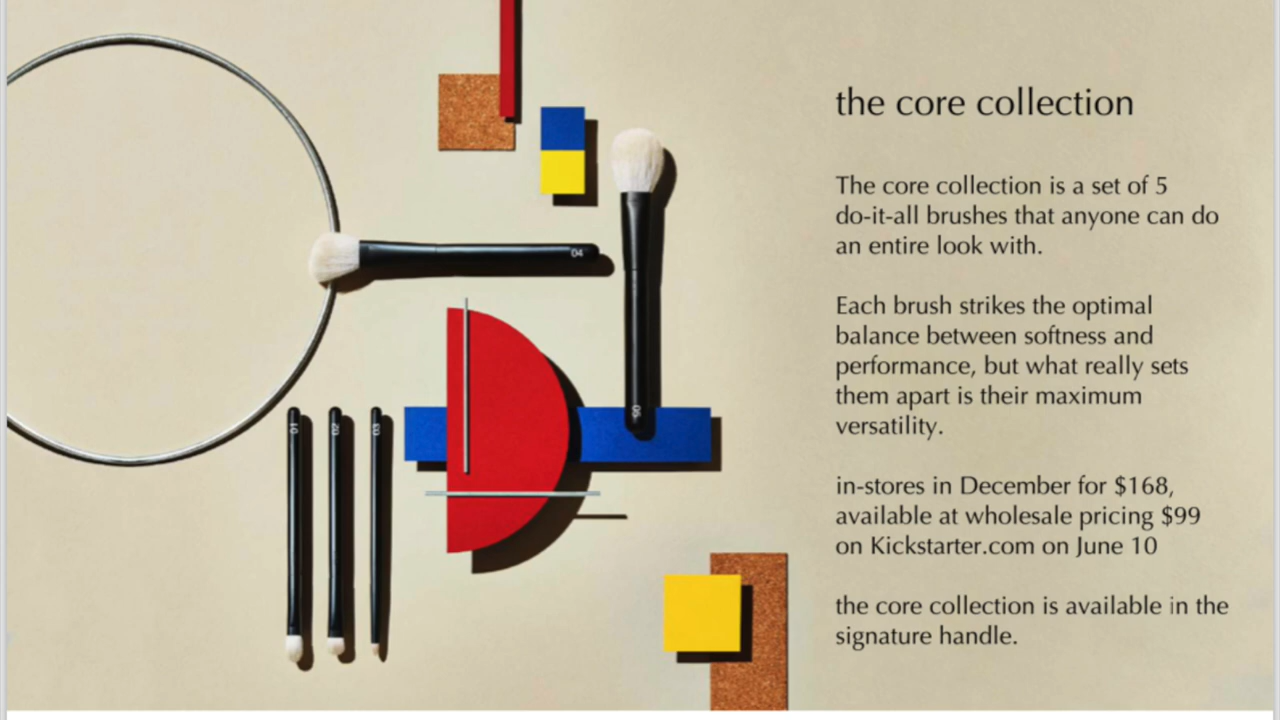 the core collection
The core collection is a set of 5
do-it-all brushes that anyone can do
an entire look with.
Each brush strikes the optimal
balance between softness and
performance, but what really sets
them apart is their maximum
versatility.
in-stores in December for $168,
available at wholesale pricing $99
on Kickstarter.com on June 10
the core collection is available in the
signature handle.
04
05
01
02
03